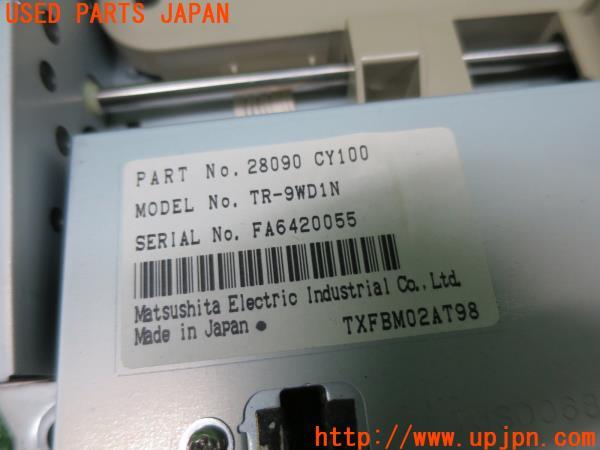 USED PARTS JAPAN
PART No. 28090 CY100
MODEL No. TR-9WD1N
SERIAL No. FA6420055
Matsushita Electric Industrial Co., Ltd.
Made in Japan ●
TXFBM02AT98
http://www.upjpn.com/